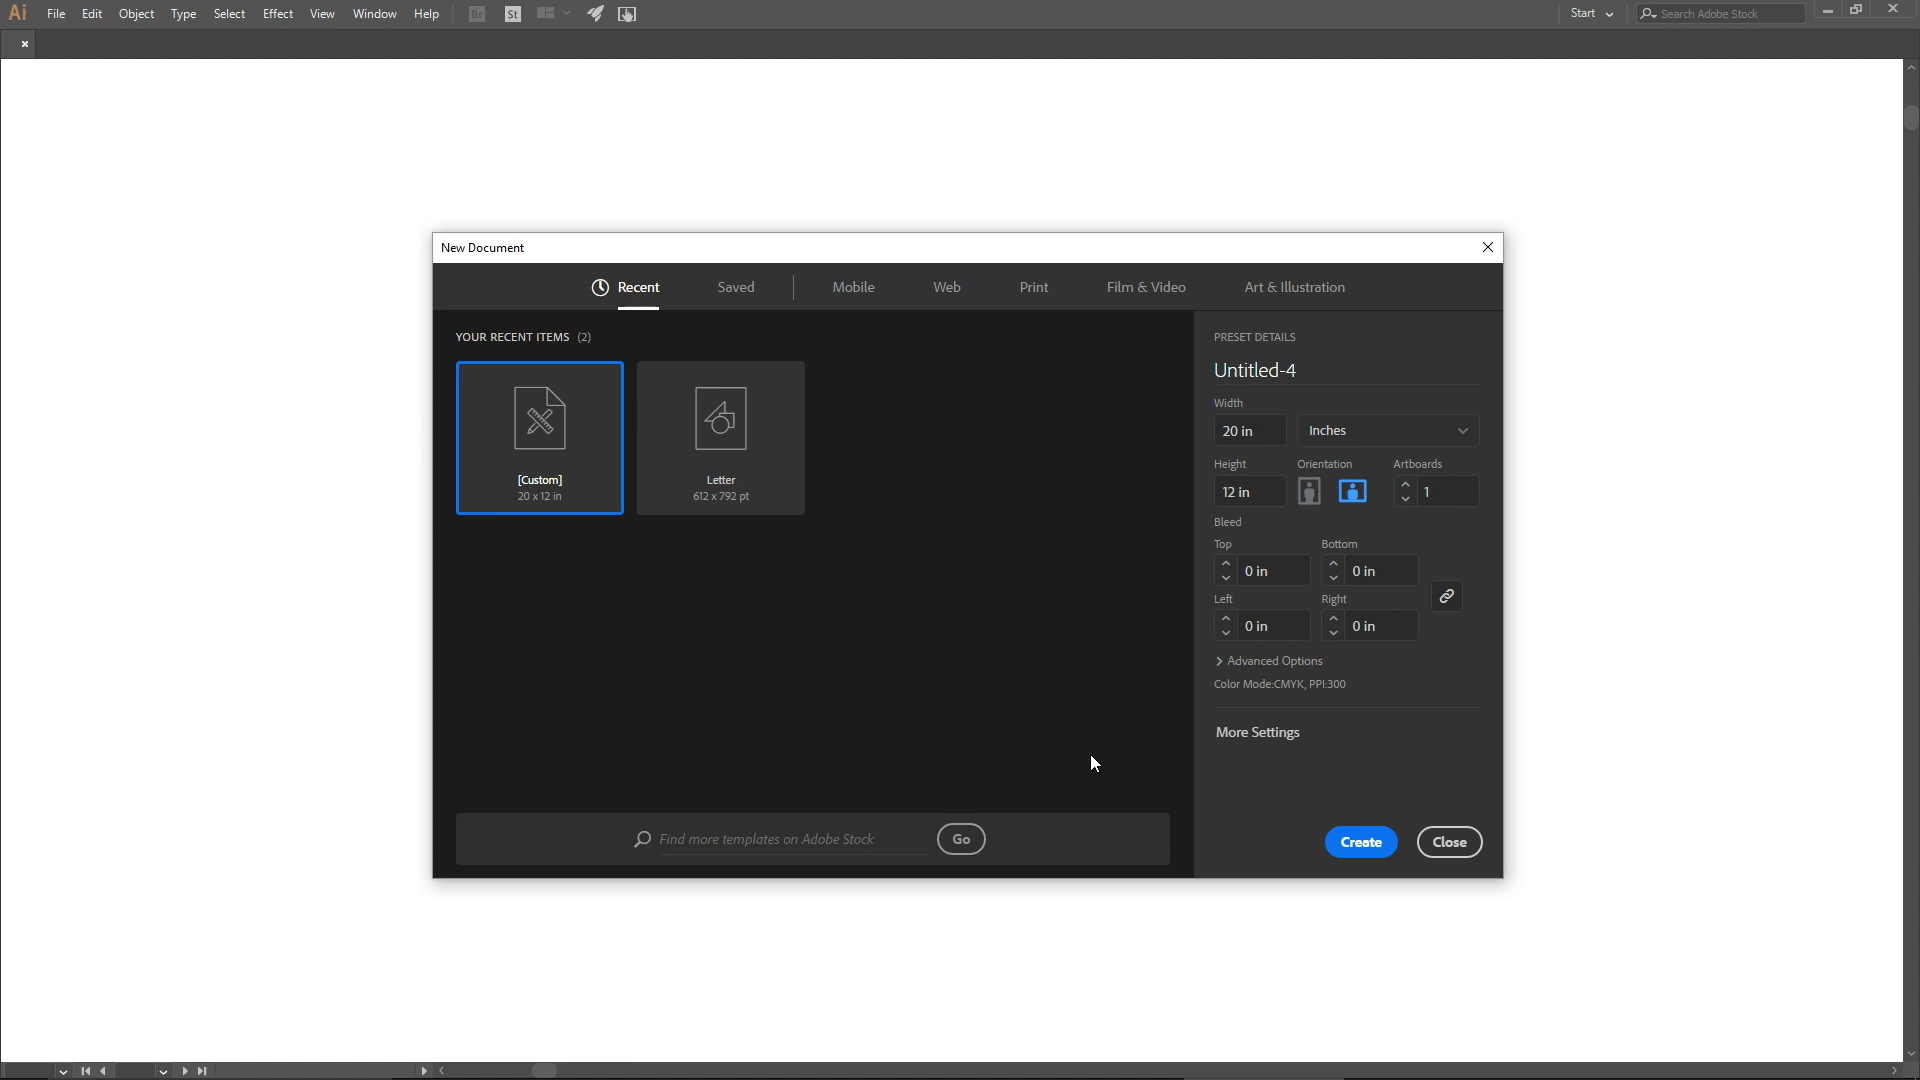 Ai File Edit Object Type Select Effect View Window Help Br St Start Search Adobe Stock
New Document
Recent Saved Mobile Web Print Film & Video Art & Illustration
YOUR RECENT ITEMS (2)
[Custom]
20 x 12 in
Letter
612 x 792 pt
Find more templates on Adobe Stock Go
PRESET DETAILS
Untitled-4
Width
20 in Inches
Height Orientation Artboards
12 in 1
Bleed
Top Bottom
0 in 0 in
Left Right
0 in 0 in
Advanced Options
Color Mode:CMYK, PPI:300
More Settings
Create Close